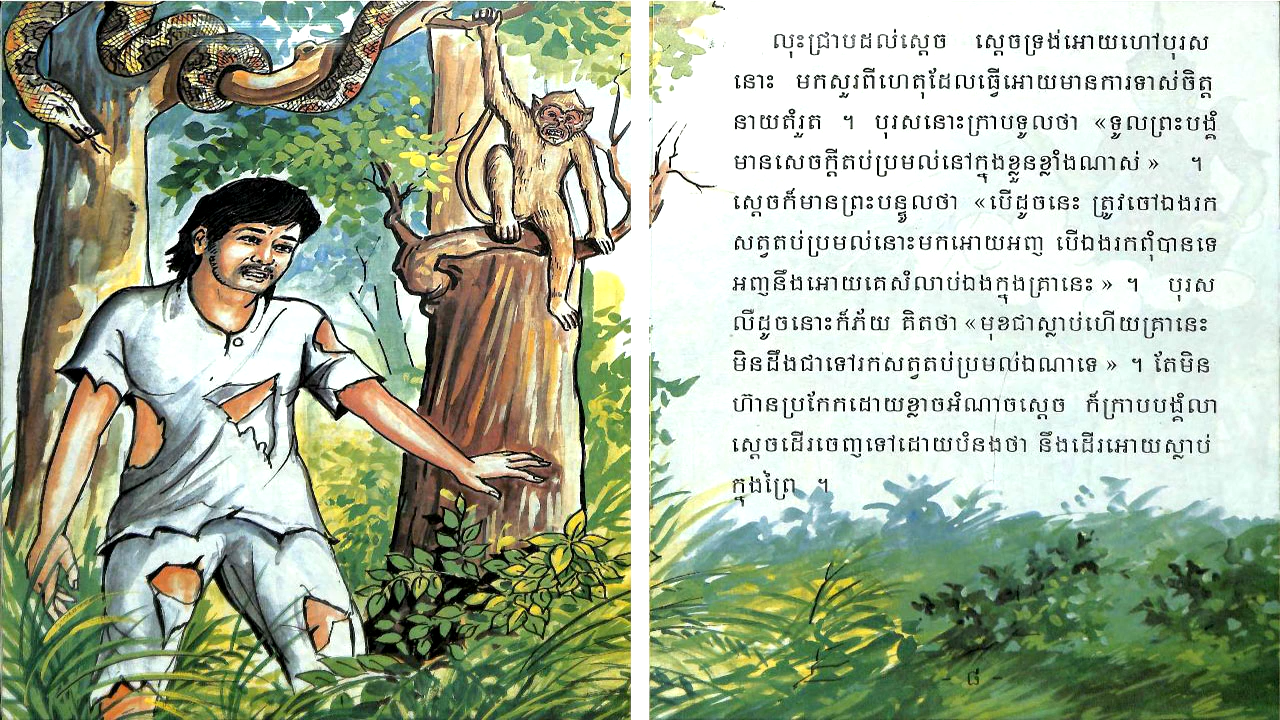 លុះជ្រាបដល់ស្ដេច ស្ដេចទ្រង់អោយហៅបុរស
នោះ មកសួរពីហេតុដែលធ្វើអោយមានការទាស់ចិត្ត
នាយតំរួត ។ បុរសនោះក្រាបទូលថា «ទូលព្រះបង្គំ
មានសេចក្ដីតប់ប្រមល់នៅក្នុងខ្លួនខ្លាំងណាស់ » ។
ស្ដេចក៏មានព្រះបន្ទូលថា «បើដូចនេះ ត្រូវចៅឯងរក
សត្វតប់ប្រមល់នោះមកអោយអញ បើឯងរកពុំបានទេ
អញនឹងអោយគេសំលាប់ឯងក្នុងគ្រានេះ » ។ បុរស
លឺដូចនោះក៏ភ័យ គិតថា «មុខជាស្លាប់ហើយគ្រានេះ
មិនដឹងជាទៅរកសត្វតប់ប្រមល់ឯណាទេ » ។ តែមិន
ហ៊ានប្រកែកដោយខ្លាចអំណាចស្ដេច ក៏ក្រាបបង្គំលា
ស្ដេចដើរចេញទៅដោយបំនងថា នឹងដើរអោយស្លាប់
ក្នុងព្រៃ ។
- ៨ -